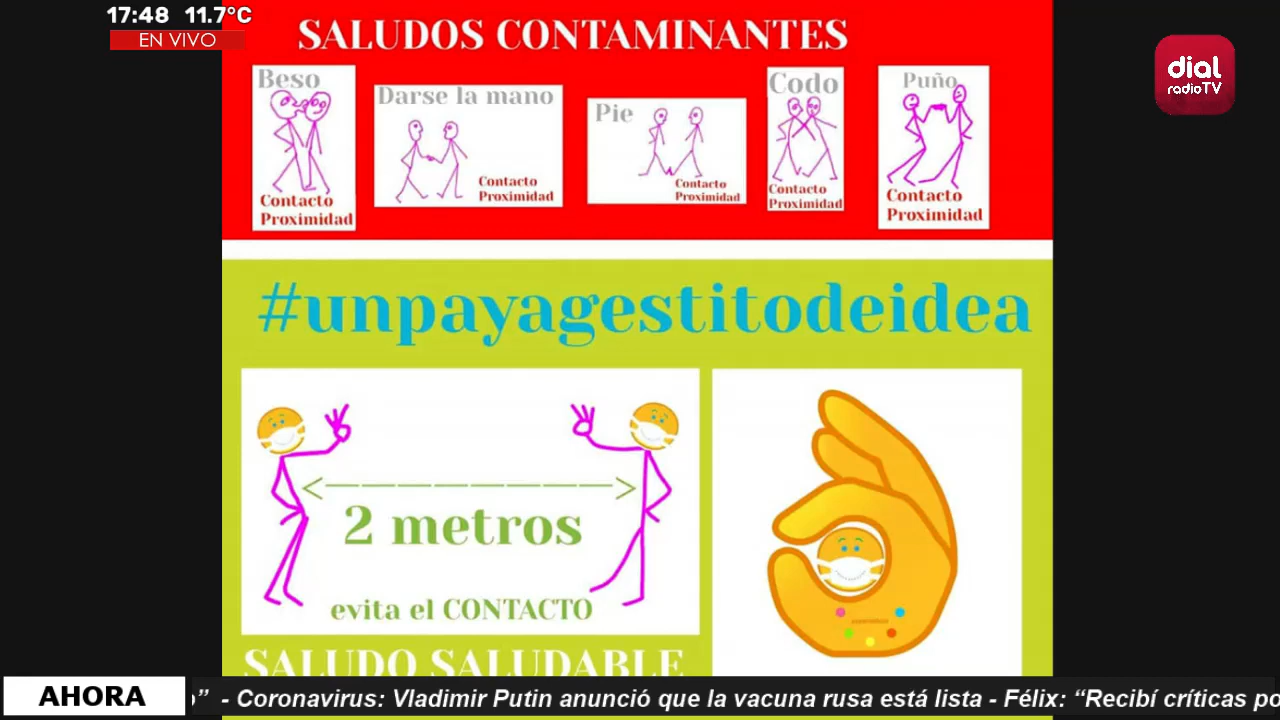 17:48 11.7°C
EN VIVO
dial
radioTV
SALUDOS CONTAMINANTES
Beso
Contacto
Proximidad
Darse la mano
Contacto
Proximidad
Pie
Contacto
Proximidad
Codo
Contacto
Proximidad
Puño
Contacto
Proximidad
#unpayagestitodeidea
2 metros
evita el CONTACTO
SALUDO SALUDABLE
AHORA
” - Coronavirus: Vladimir Putin anunció que la vacuna rusa está lista - Félix: “Recibí críticas po